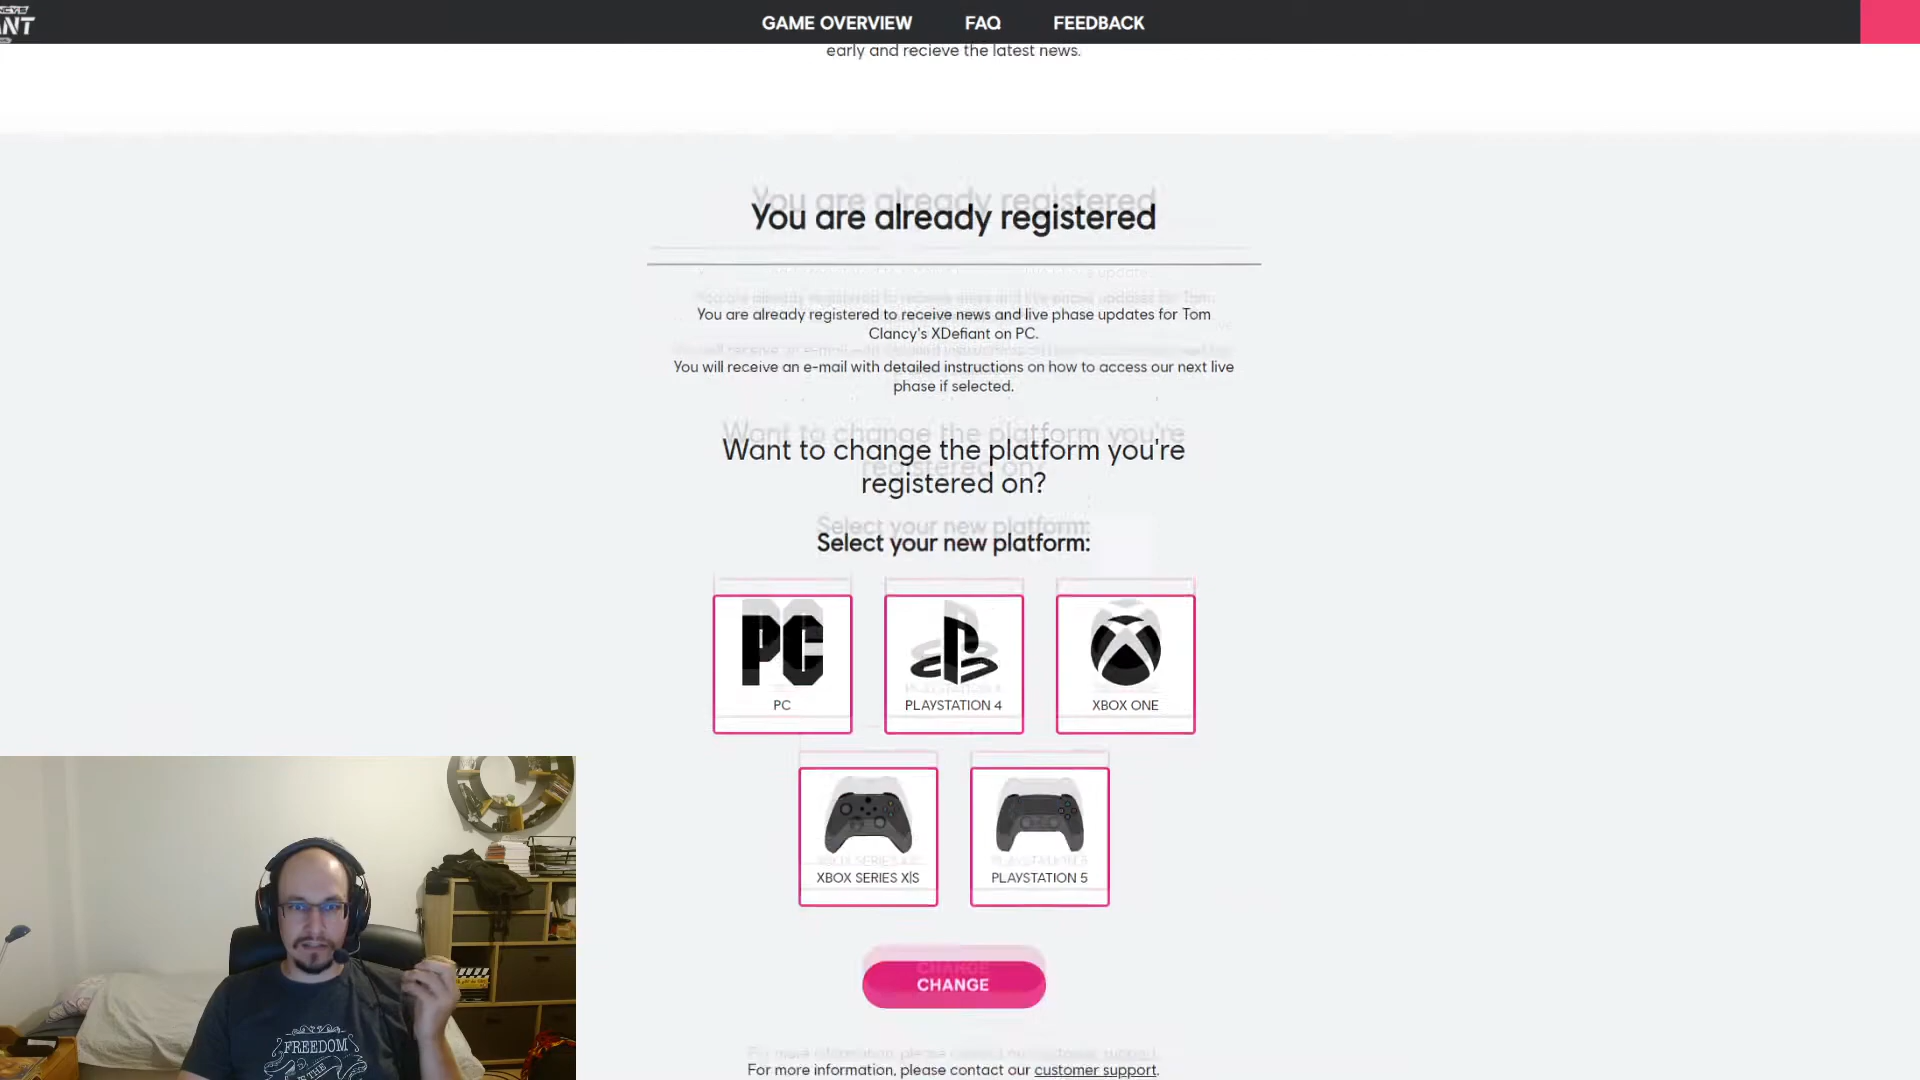 GAME OVERVIEW FAQ FEEDBACK
early and recieve the latest news.
You are already registered
You are already registered to receive news and live phase updates for Tom
Clancy's XDefiant on PC.
You will receive an e-mail with detailed instructions on how to access our next live
phase if selected.
Want to change the platform you're
registered on?
Select your new platform:
PC
PC PLAYSTATION 4 XBOX ONE
XBOX SERIES X|S PLAYSTATION 5
CHANGE
For more information, please contact our customer support.
FREEDOM
IS THE